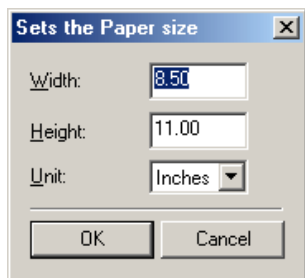 Sets the Paper size
Width: 8.50
Height: 11.00
Unit: Inches
OK Cancel